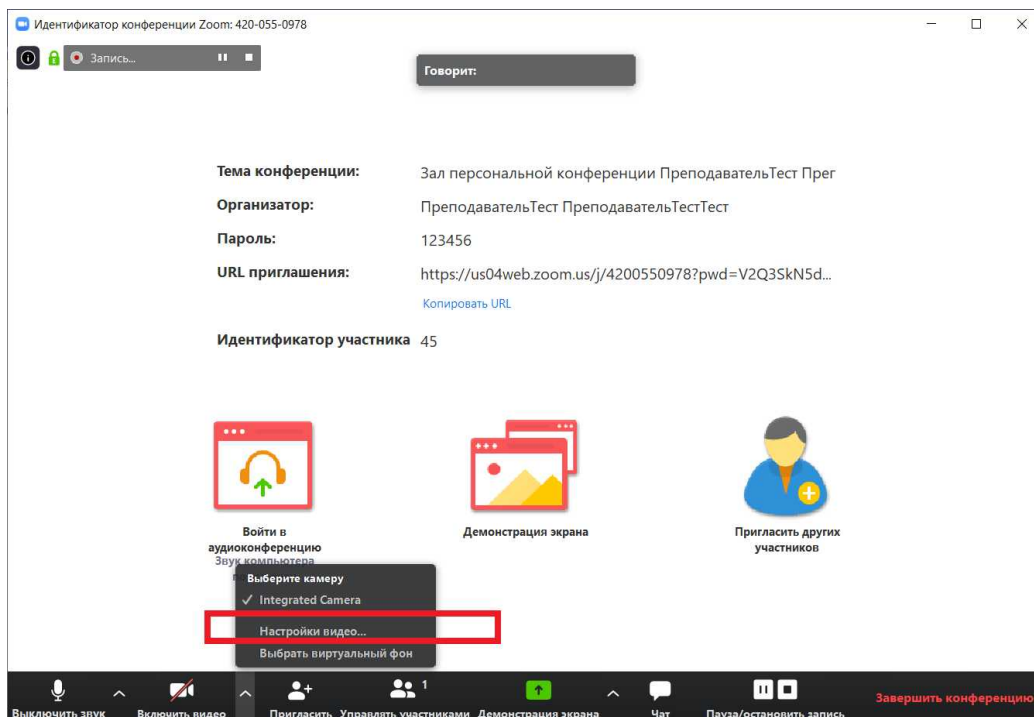 Идентификатор конференции Zoom: 420-055-0978
Запись...
Говорит:
Тема конференции: Зал персональной конференции ПреподавательТест Прег
Организатор: ПреподавательТест ПреподавательТестТест
Пароль: 123456
URL приглашения: https://us04web.zoom.us/j/4200550978?pwd=V2Q3SkN5d...
Копировать URL
Идентификатор участника 45
Войти в
аудиоконференцию
Звук компьютера
Демонстрация экрана
Пригласить других
участников
Выберите камеру
✓ Integrated Camera
Настройки видео...
Выбрать виртуальный фон
1
Выключить звук Включить видео Пригласить Управлять участниками Демонстрация экрана Чат Пауза/остановить запись Завершить конференцию